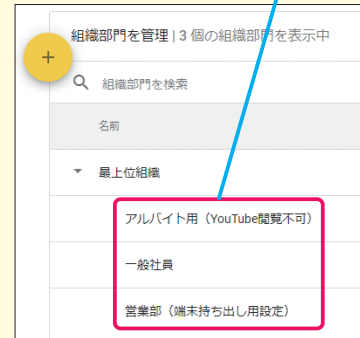 組織部門を管理 | 3 個の組織部門を表示中
組織部門を検索
名前
最上位組織
アルバイト用（YouTube閲覧不可）
一般社員
営業部（端末持ち出し用設定）